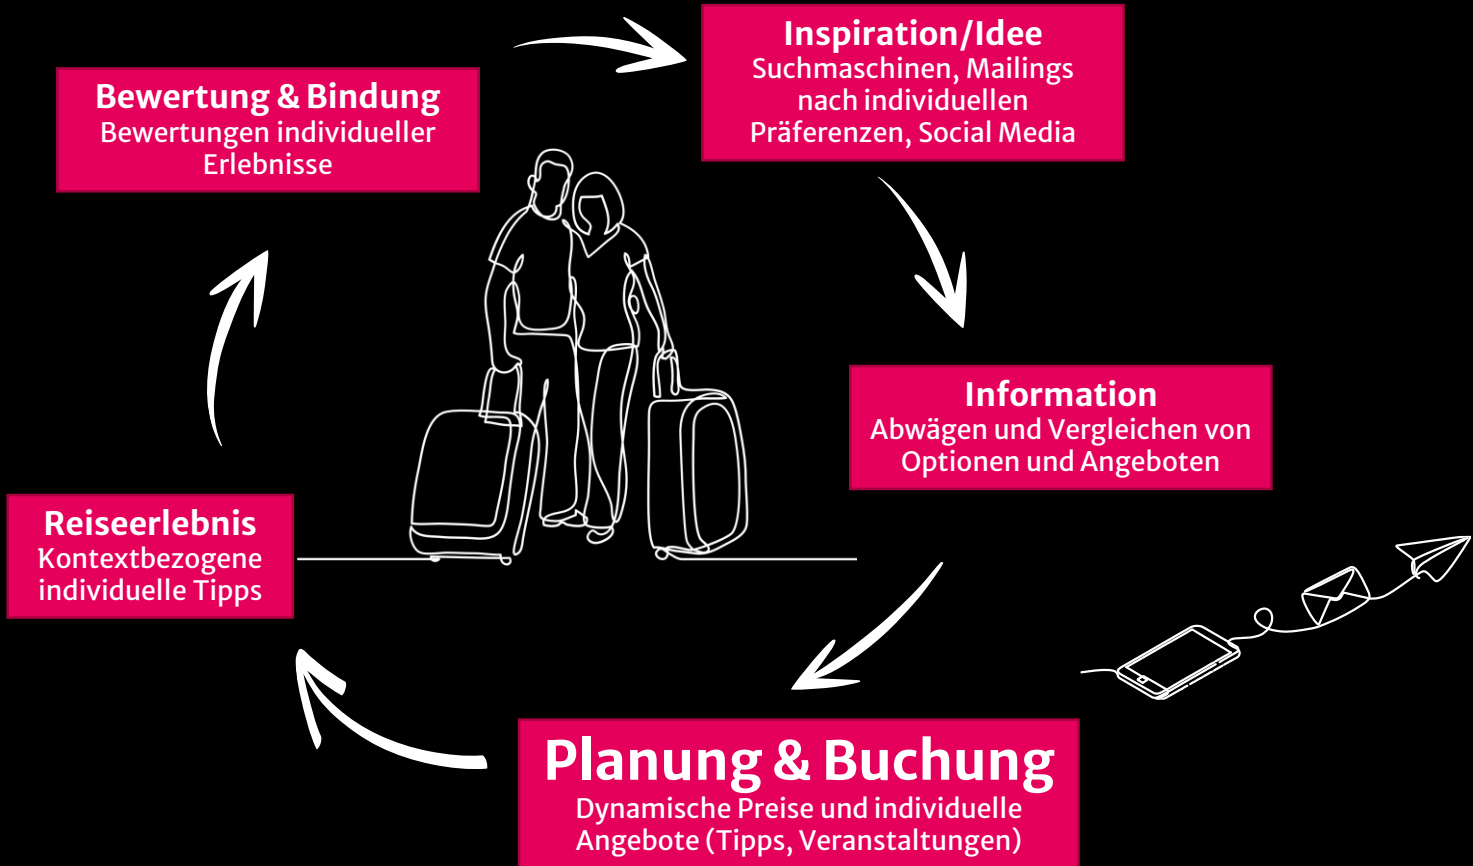 Inspiration/Idee
Suchmaschinen, Mailings
nach individuellen
Präferenzen, Social Media
Bewertung & Bindung
Bewertungen individueller
Erlebnisse
Information
Abwägen und Vergleichen von
Optionen und Angeboten
Reiseerlebnis
Kontextbezogene
individuelle Tipps
Planung & Buchung
Dynamische Preise und individuelle
Angebote (Tipps, Veranstaltungen)